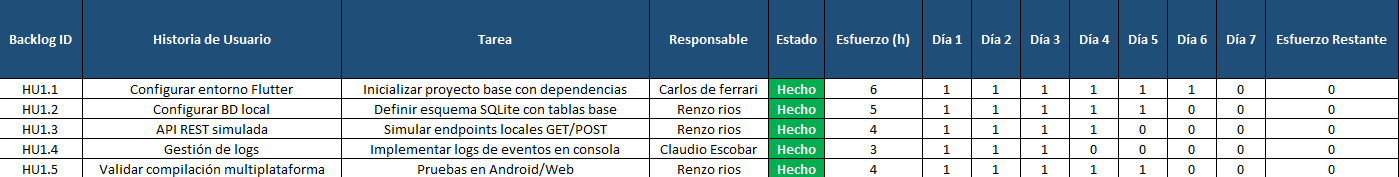 Backlog ID Historia de Usuario Tarea Responsable Estado Esfuerzo (h) Día 1 Día 2 Día 3 Día 4 Día 5 Día 6 Día 7 Esfuerzo Restante
HU1.1 Configurar entorno Flutter Inicializar proyecto base con dependencias Carlos de ferrari Hecho 6 1 1 1 1 1 1 0 0
HU1.2 Configurar BD local Definir esquema SQLite con tablas base Renzo rios Hecho 5 1 1 1 1 1 0 0 0
HU1.3 API REST simulada Simular endpoints locales GET/POST Renzo rios Hecho 4 1 1 1 1 0 0 0 0
HU1.4 Gestión de logs Implementar logs de eventos en consola Claudio Escobar Hecho 3 1 1 1 0 0 0 0 0
HU1.5 Validar compilación multiplataforma Pruebas en Android/Web Renzo rios Hecho 4 1 1 1 1 1 0 0 0